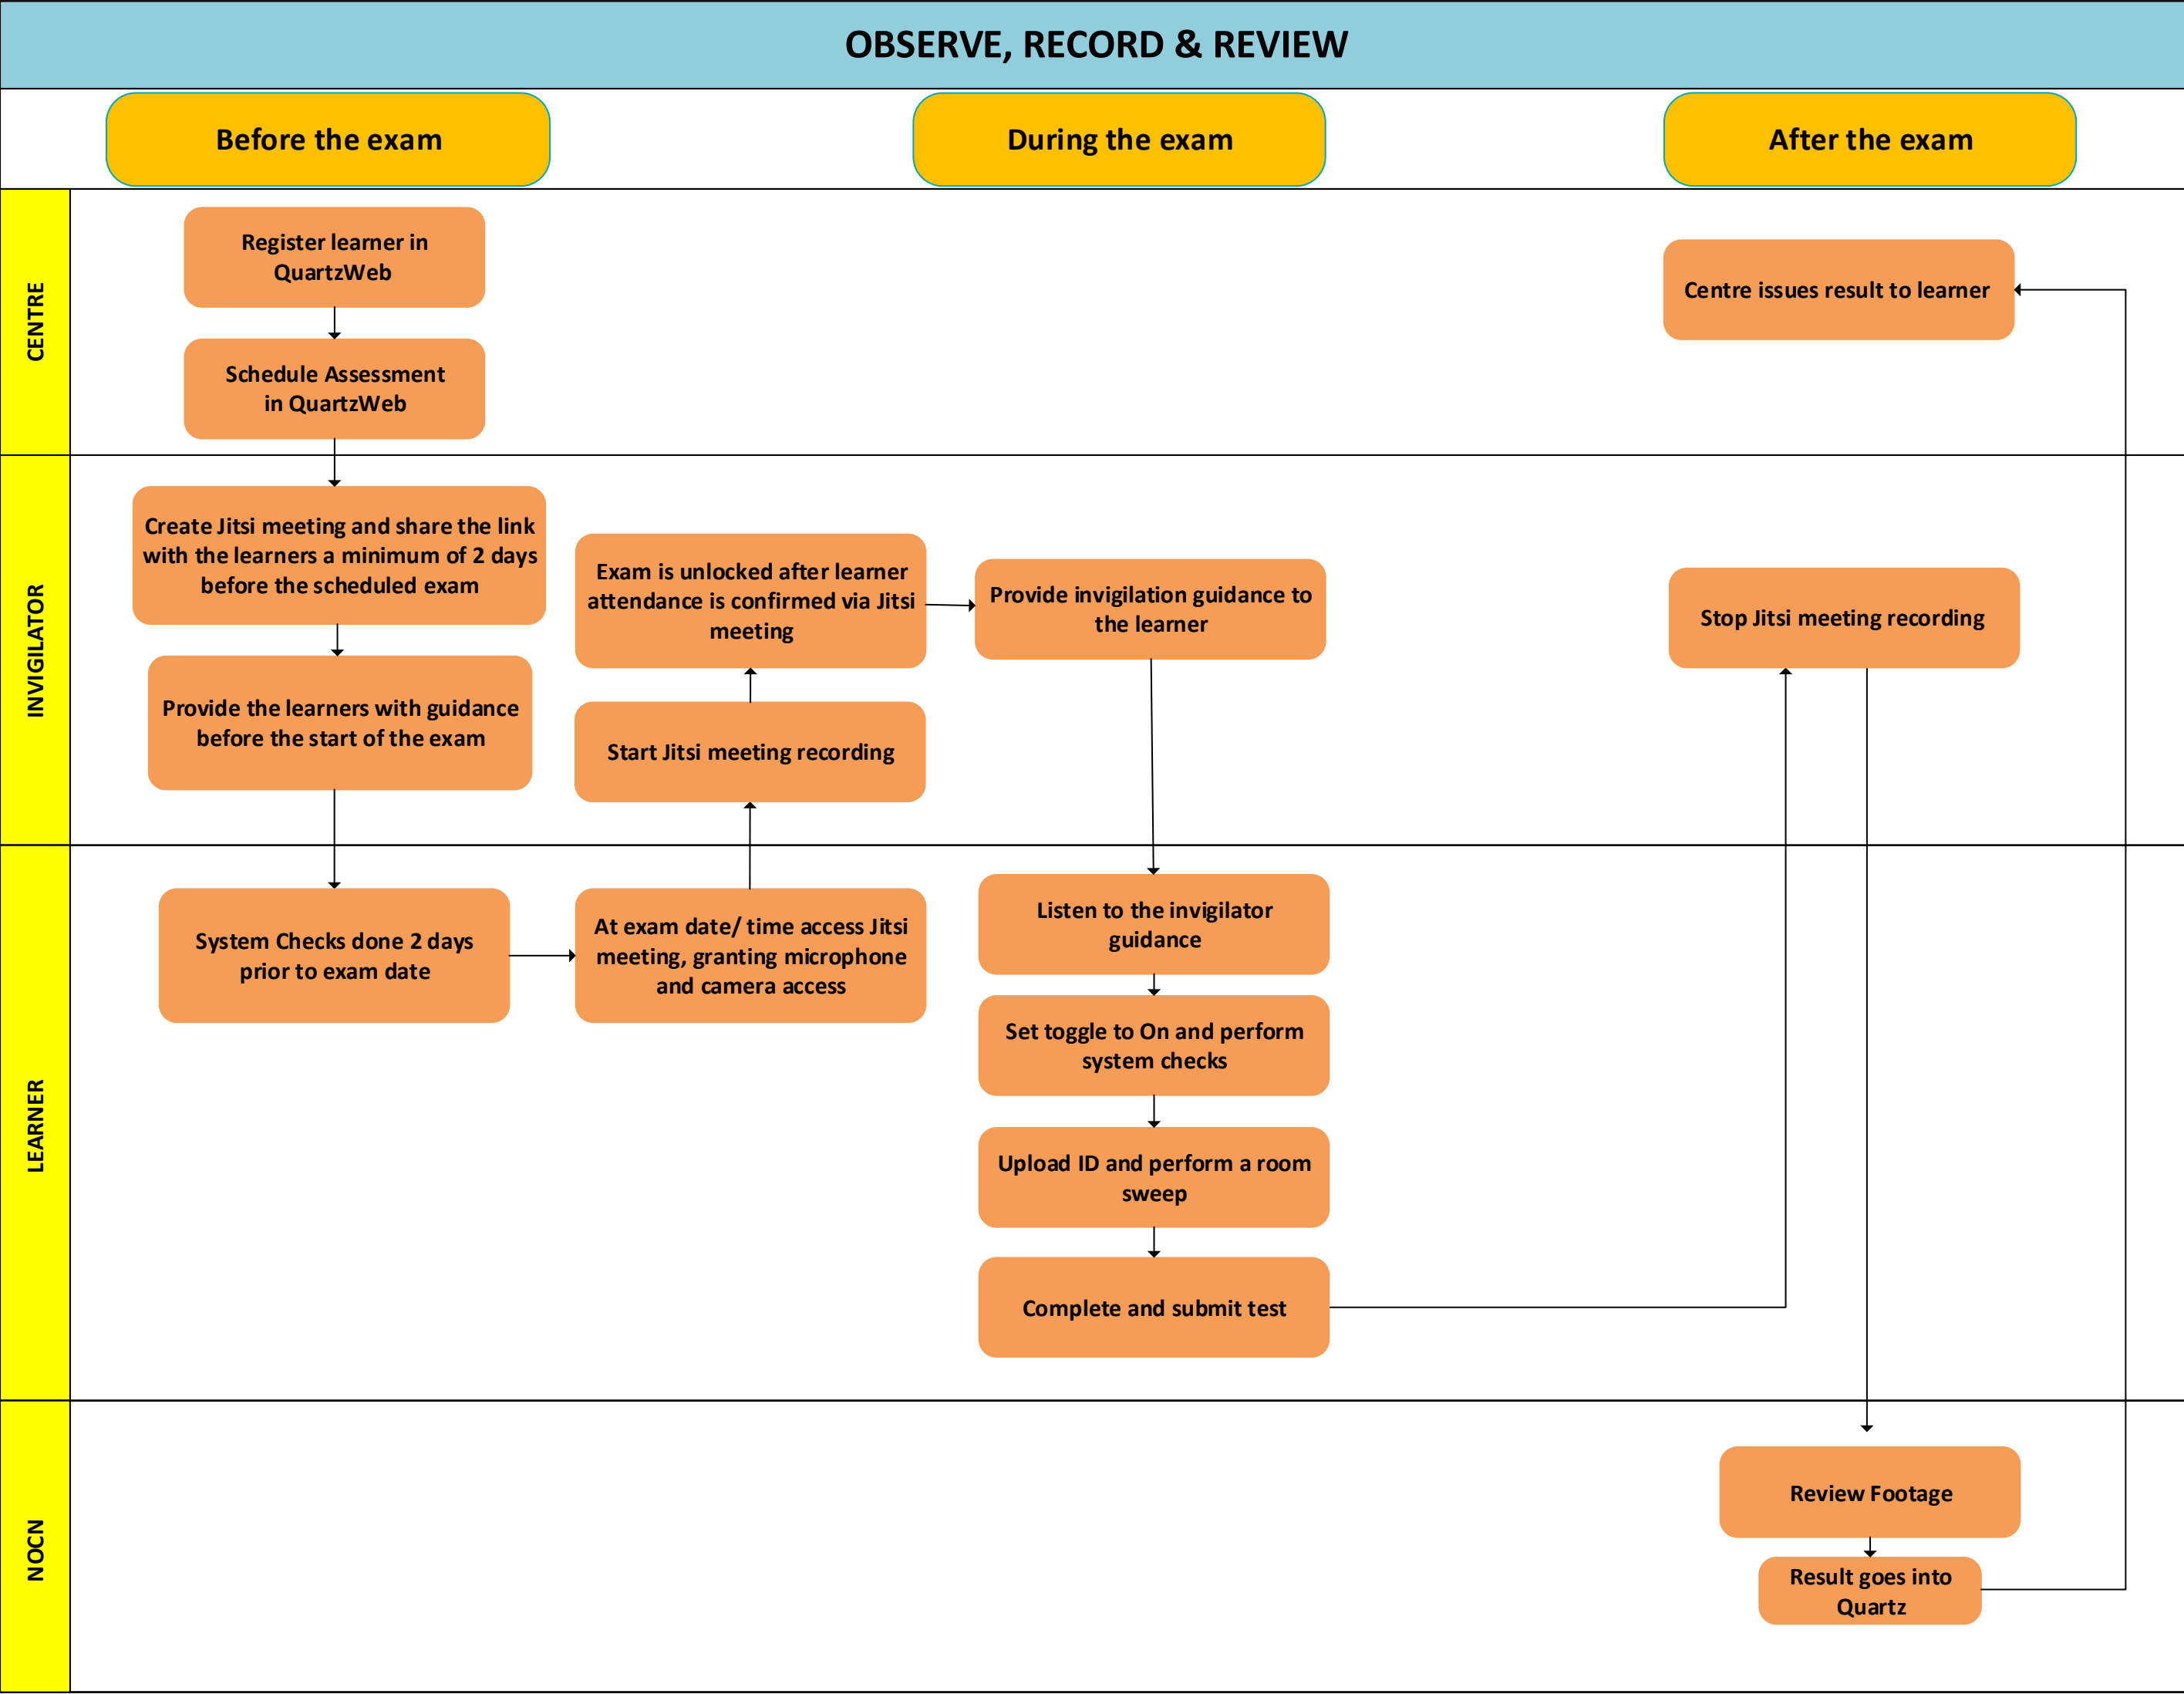 OBSERVE, RECORD & REVIEW
Before the exam
During the exam
After the exam
CENTRE
Register learner in
QuartzWeb
Schedule Assessment
in QuartzWeb
Centre issues result to learner
INVIGILATOR
Create Jitsi meeting and share the link
with the learners a minimum of 2 days
before the scheduled exam
Provide the learners with guidance
before the start of the exam
Exam is unlocked after learner
attendance is confirmed via Jitsi
meeting
Start Jitsi meeting recording
Provide invigilation guidance to
the learner
Stop Jitsi meeting recording
LEARNER
System Checks done 2 days
prior to exam date
At exam date/ time access Jitsi
meeting, granting microphone
and camera access
Listen to the invigilator
guidance
Set toggle to On and perform
system checks
Upload ID and perform a room
sweep
Complete and submit test
NOCN
Review Footage
Result goes into
Quartz